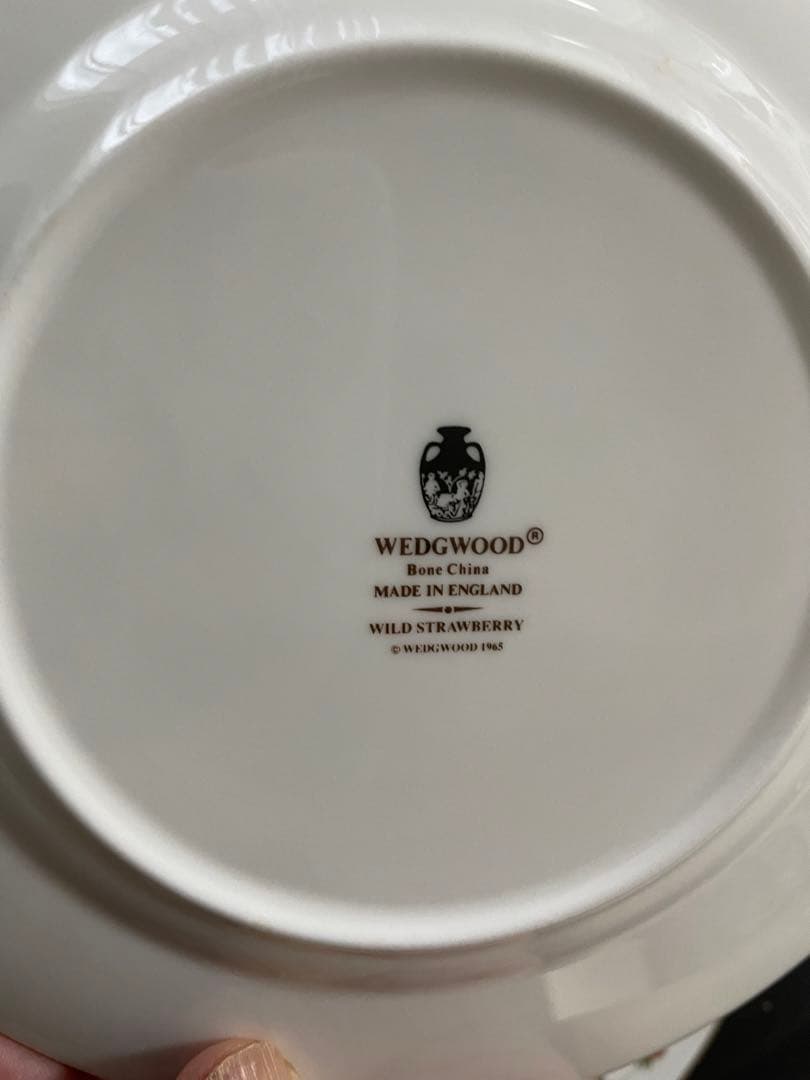 WEDGWOOD®
Bone China
MADE IN ENGLAND
WILD STRAWBERRY
© WEDGWOOD 1965